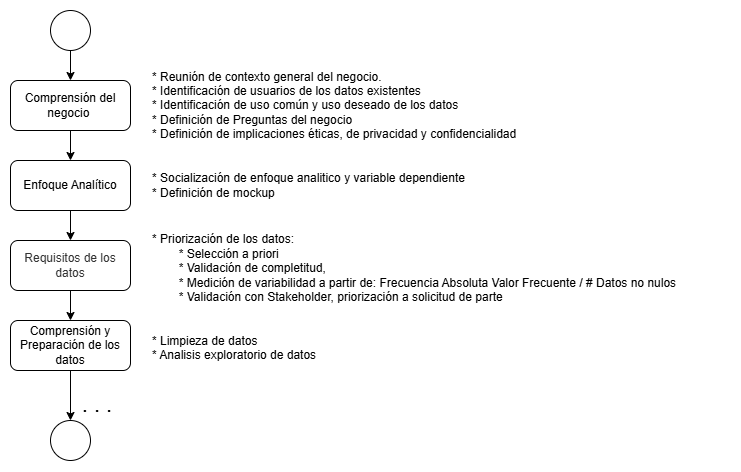 Comprensión del
negocio
* Reunión de contexto general del negocio.
* Identificación de usuarios de los datos existentes
* Identificación de uso común y uso deseado de los datos
* Definición de Preguntas del negocio
* Definición de implicaciones éticas, de privacidad y confidencialidad
Enfoque Analítico
* Socialización de enfoque analitico y variable dependiente
* Definición de mockup
Requisitos de los
datos
* Priorización de los datos:
* Selección a priori
* Validación de completitud,
* Medición de variabilidad a partir de: Frecuencia Absoluta Valor Frecuente / # Datos no nulos
* Validación con Stakeholder, priorización a solicitud de parte
Comprensión y
Preparación de los
datos
* Limpieza de datos
* Analisis exploratorio de datos
. . .